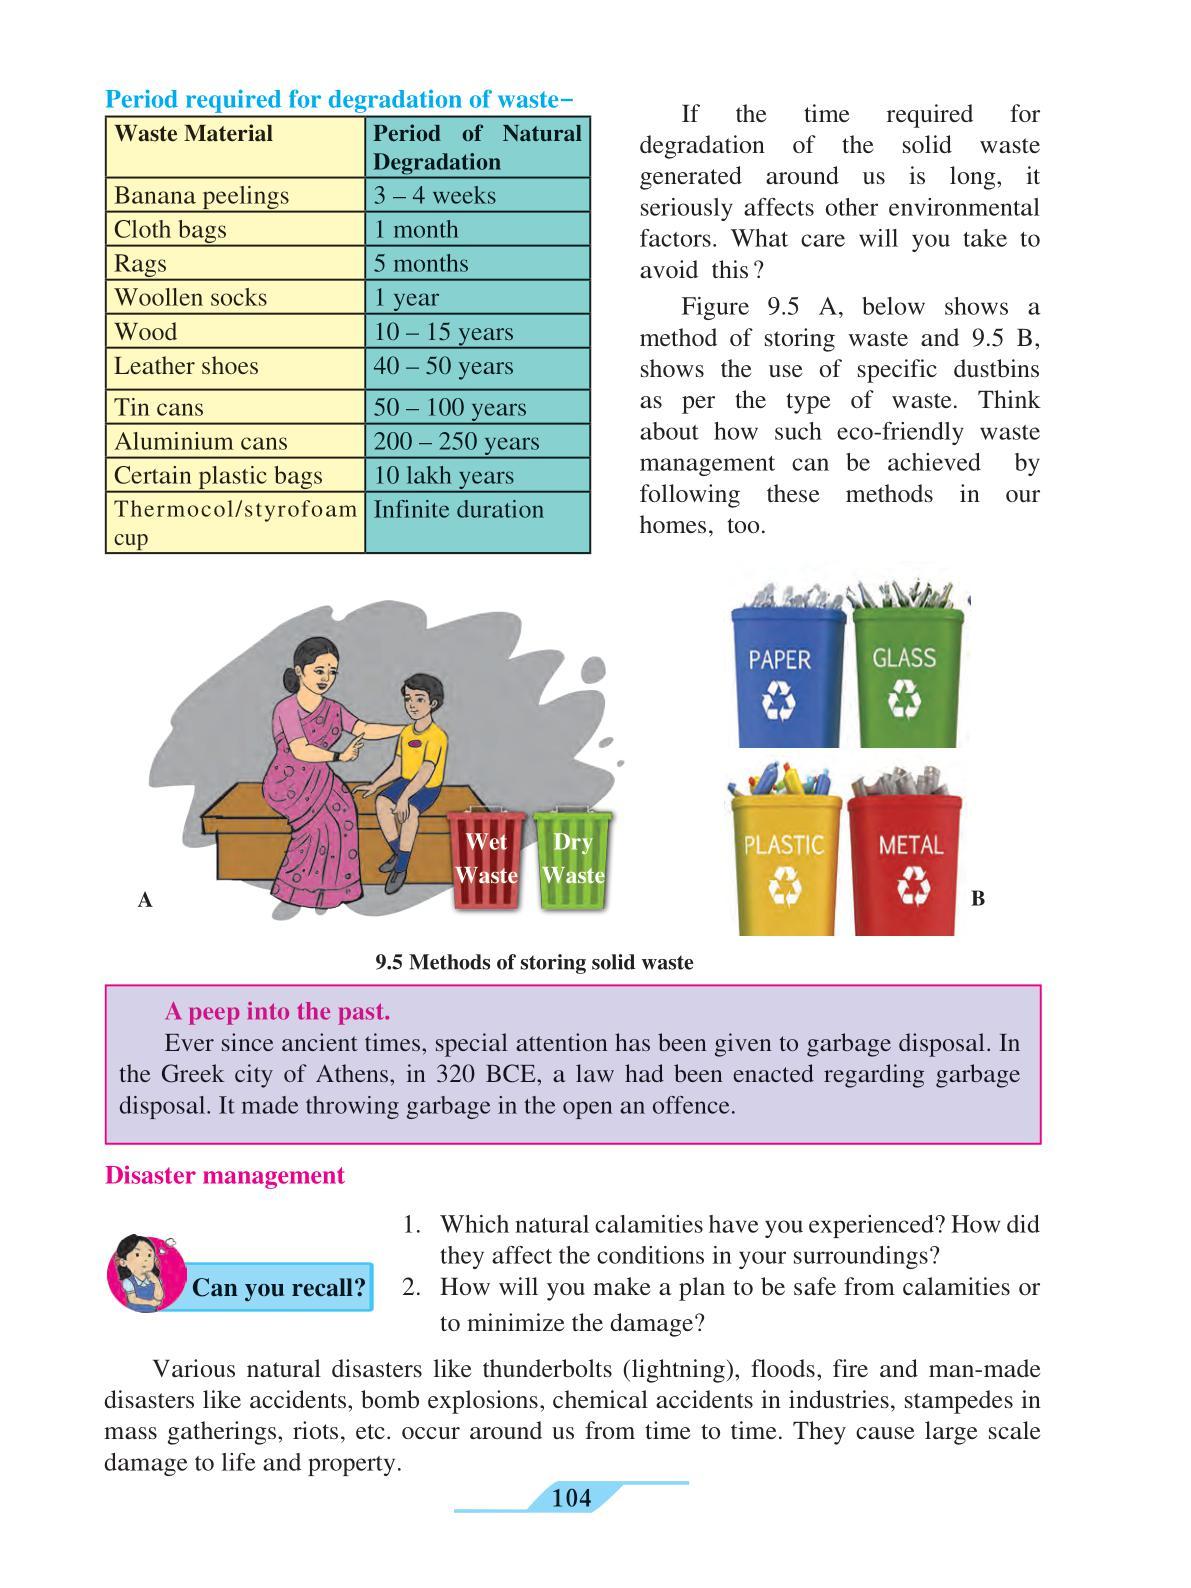 Period required for degradation of waste–
Waste Material
Period of Natural
Degradation
Banana peelings
3 – 4 weeks
Cloth bags
1 month
Rags
5 months
Woollen socks
1 year
Wood
10 – 15 years
Leather shoes
40 – 50 years
Tin cans
50 – 100 years
Aluminium cans
200 – 250 years
Certain plastic bags
10 lakh years
Thermocol/styrofoam
cup
Infinite duration
If the time required for
degradation of the solid waste
generated around us is long, it
seriously affects other environmental
factors. What care will you take to
avoid this?
Figure 9.5 A, below shows a
method of storing waste and 9.5 B,
shows the use of specific dustbins
as per the type of waste. Think
about how such eco-friendly waste
management can be achieved by
following these methods in our
homes, too.
Wet
Waste
Dry
Waste
A
PAPER
GLASS
PLASTIC
METAL
B
9.5 Methods of storing solid waste
A peep into the past.
Ever since ancient times, special attention has been given to garbage disposal. In
the Greek city of Athens, in 320 BCE, a law had been enacted regarding garbage
disposal. It made throwing garbage in the open an offence.
Disaster management
Can you recall?
1. Which natural calamities have you experienced? How did
they affect the conditions in your surroundings?
2. How will you make a plan to be safe from calamities or
to minimize the damage?
Various natural disasters like thunderbolts (lightning), floods, fire and man-made
disasters like accidents, bomb explosions, chemical accidents in industries, stampedes in
mass gatherings, riots, etc. occur around us from time to time. They cause large scale
damage to life and property.
104